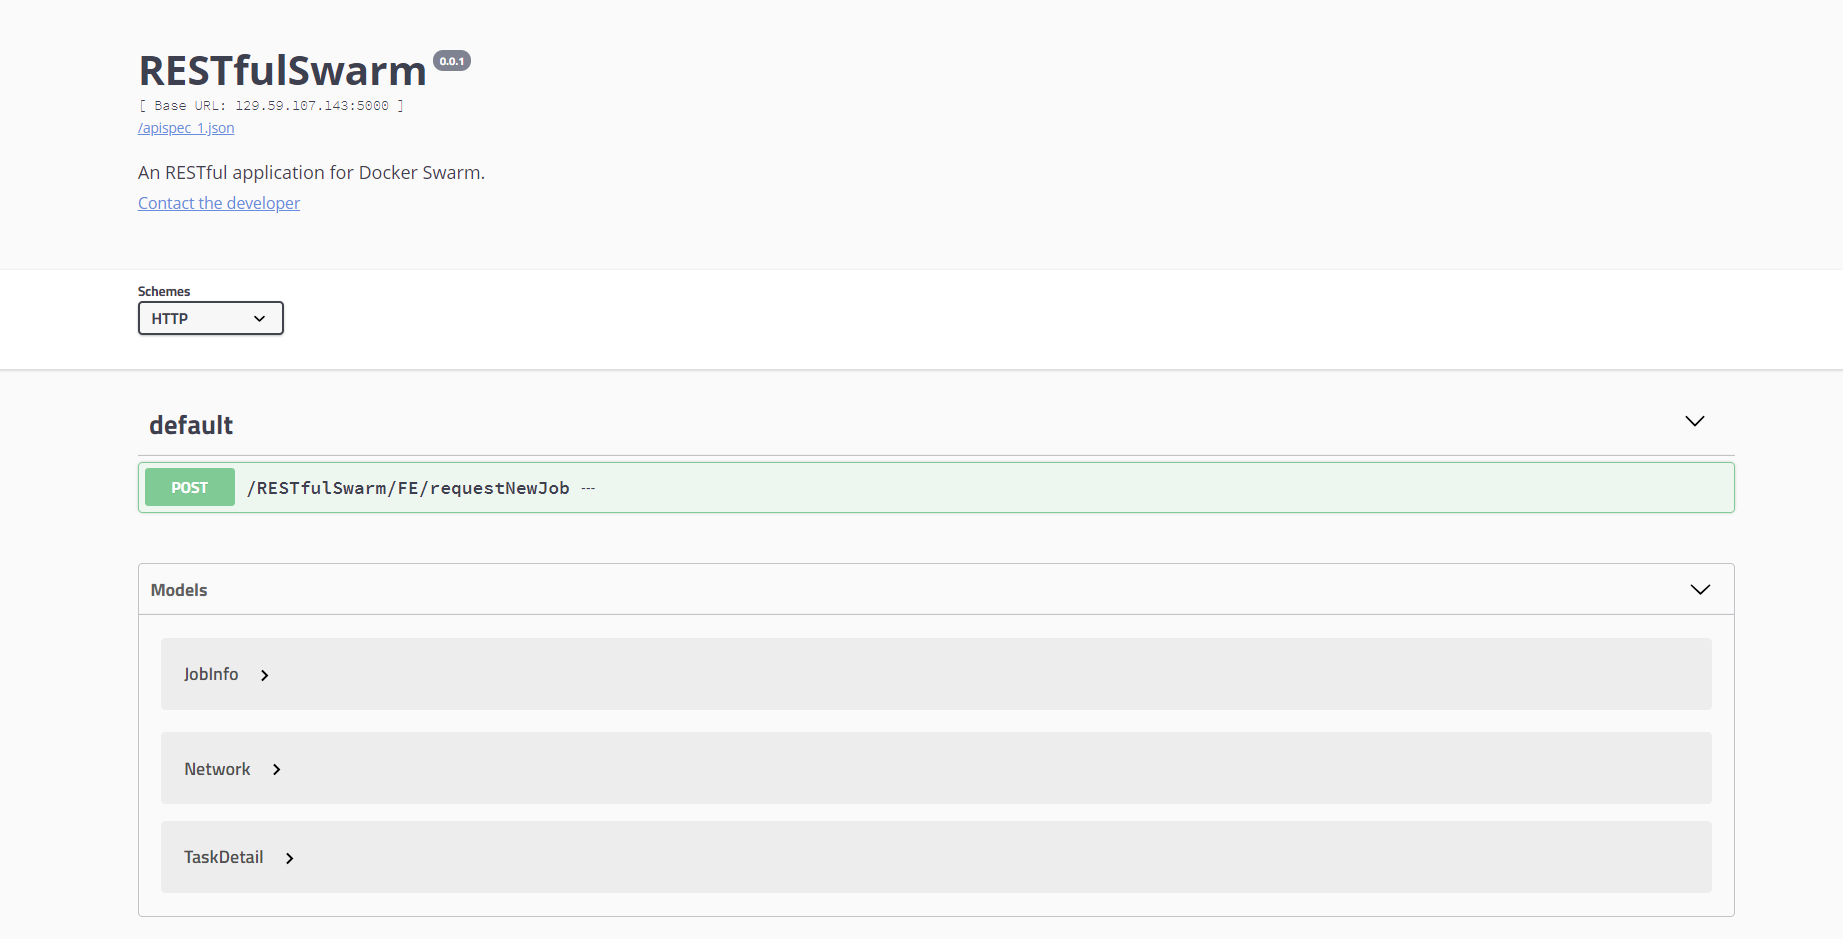 RESTfulSwarm 0.0.1
[ Base URL: 129.59.107.143:5000 ]
/apispec_1.json
An RESTful application for Docker Swarm.
Contact the developer
Schemes
HTTP
default
POST /RESTfulSwarm/FE/requestNewJob ---
Models
JobInfo
Network
TaskDetail